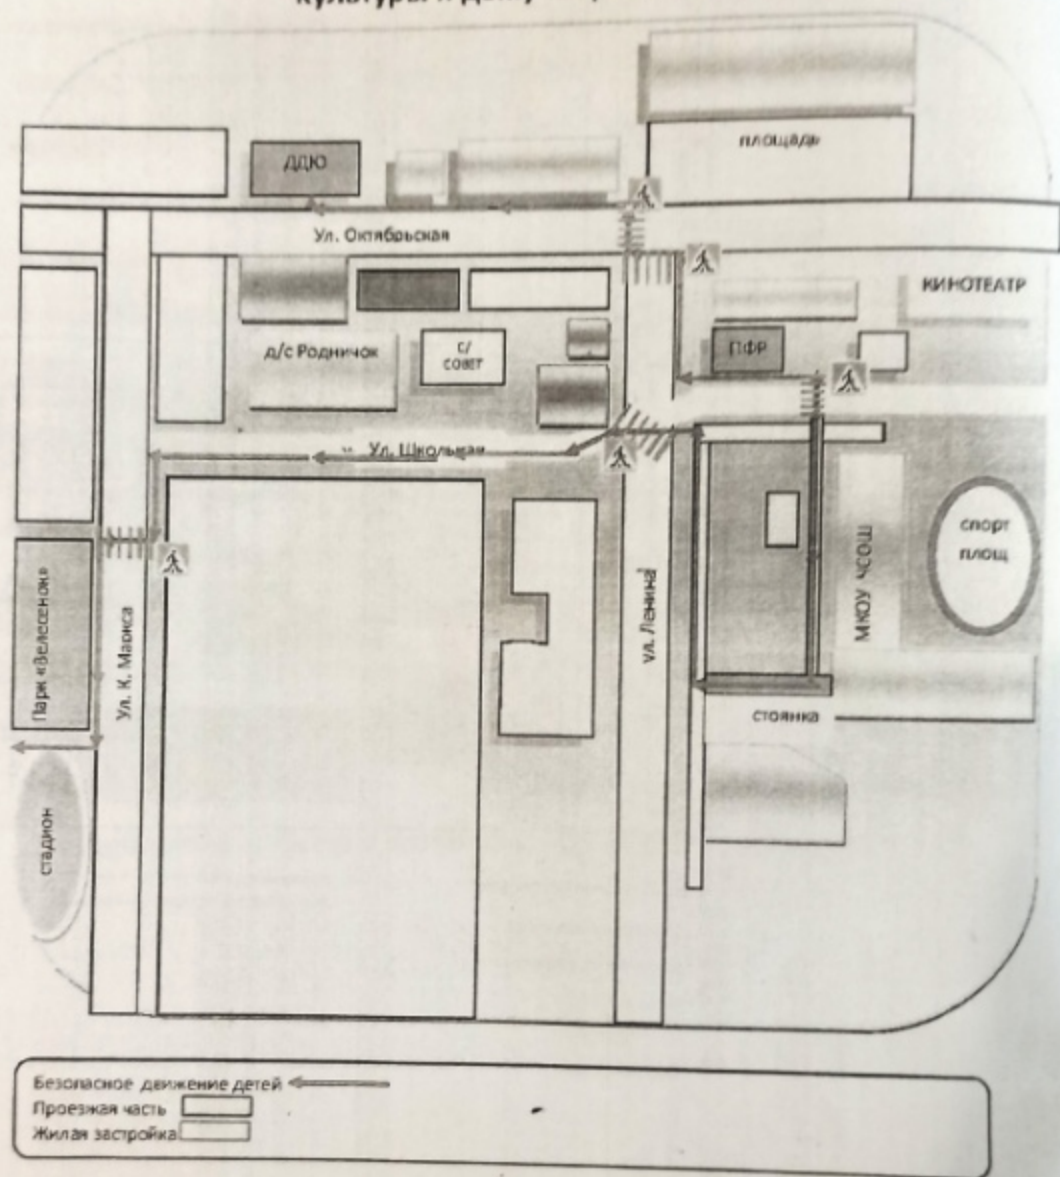 площадь
ДДЮ
Ул. Октябрьская
КИНОТЕАТР
ПФР
д/с Родничок
с/
совет
Ул. Школьная
спорт
площ
МКОУ ЧСОШ
ул. Ленина
Ул. К. Маркса
Парк «Велесенок»
стоянка
стадион
Безопасное движение детей
Проезжая часть
Жилая застройка